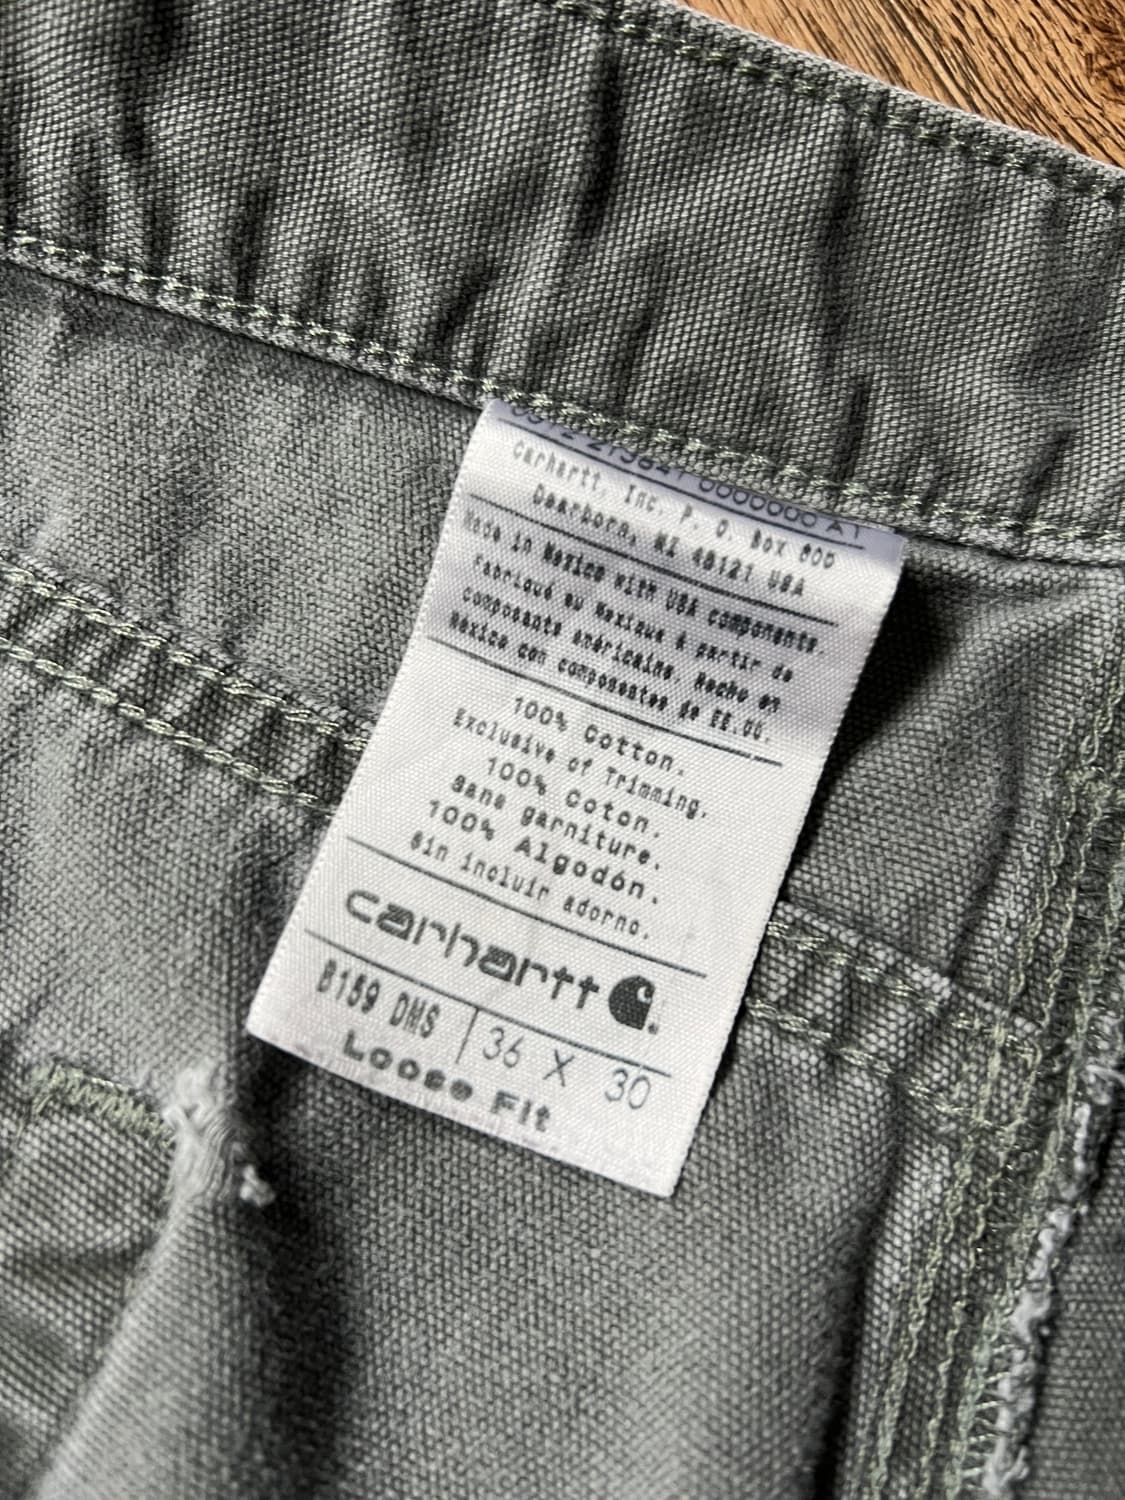 Carhartt, Inc. P. O. Box 600
Dearborn, MI 48121 USA
Made in Mexico with USA components.
Fabriqué au Mexique à partir de
composants américains. Hecho en
México con componentes de EE.UU.
100% Cotton.
Exclusive of Trimming.
100% Coton.
Sans garniture.
100% Algodón.
Sin incluir adorno.
carhartt
B159 DMS 36 X 30
Loose Fit